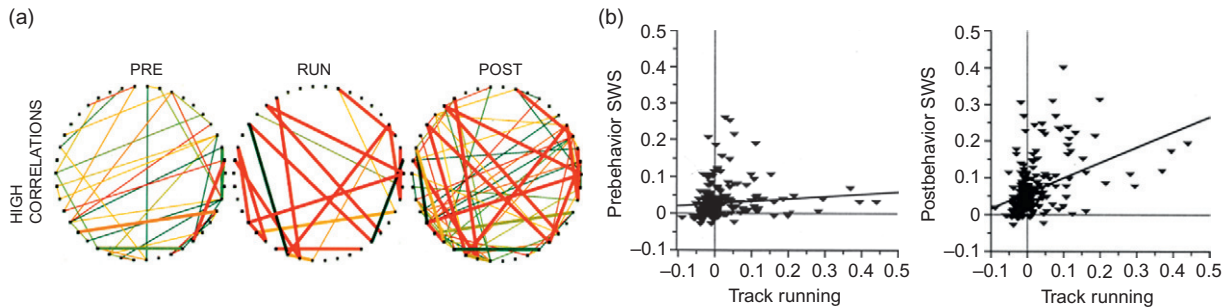 (a)
PRE RUN POST
HIGH
CORRELATIONS
(b)
Prebehavior SWS
0.5
0.4
0.3
0.2
0.1
0
–0.1
–0.1 0 0.1 0.2 0.3 0.4 0.5
Track running
Postbehavior SWS
0.5
0.4
0.3
0.2
0.1
0
–0.1
–0.1 0 0.1 0.2 0.3 0.4 0.5
Track running